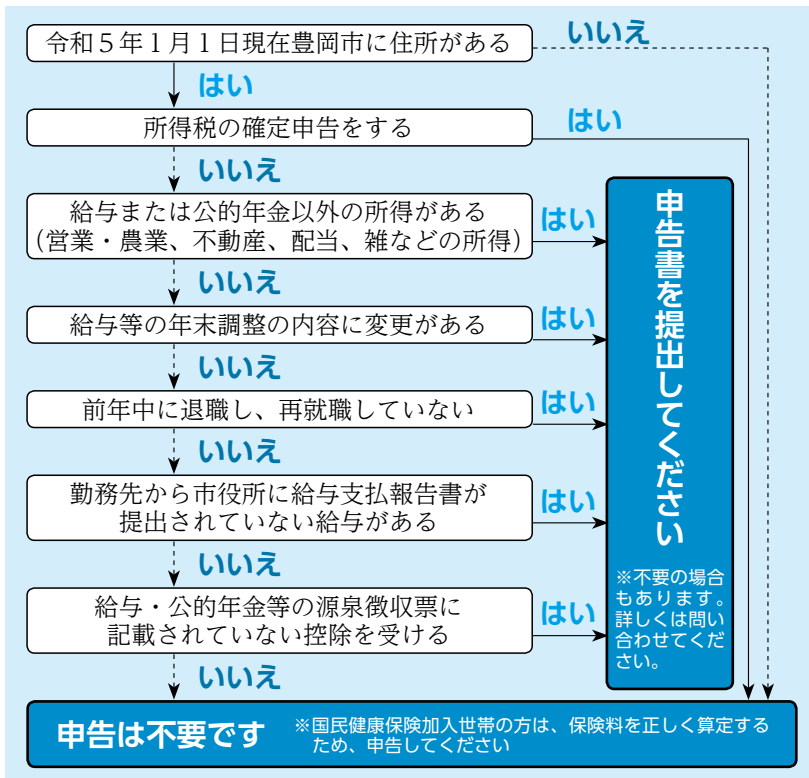 令和５年１月１日現在豊岡市に住所がある
いいえ
はい
所得税の確定申告をする
はい
いいえ
給与または公的年金以外の所得がある
（営業・農業、不動産、配当、雑などの所得）
はい
いいえ
給与等の年末調整の内容に変更がある
はい
いいえ
前年中に退職し、再就職していない
はい
いいえ
勤務先から市役所に給与支払報告書が
提出されていない給与がある
はい
いいえ
給与・公的年金等の源泉徴収票に
記載されていない控除を受ける
はい
いいえ
申告書を提出してください
※不要の場合
もあります。
詳しくは問い
合わせてくだ
さい。
申告は不要です
※国民健康保険加入世帯の方は、保険料を正しく算定する
ため、申告してください